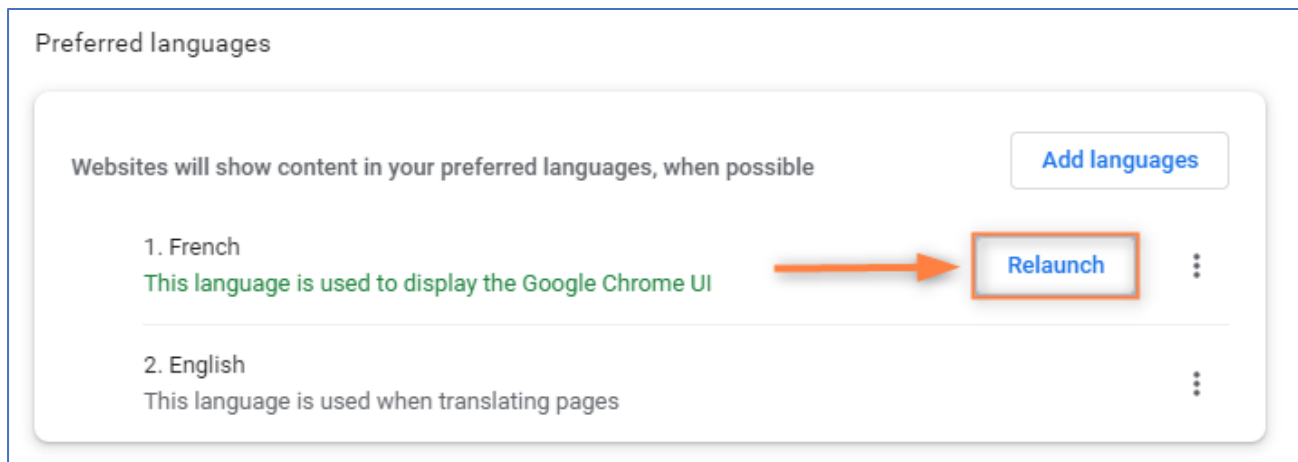 Preferred languages
Websites will show content in your preferred languages, when possible
Add languages
1. French
This language is used to display the Google Chrome UI
Relaunch
2. English
This language is used when translating pages